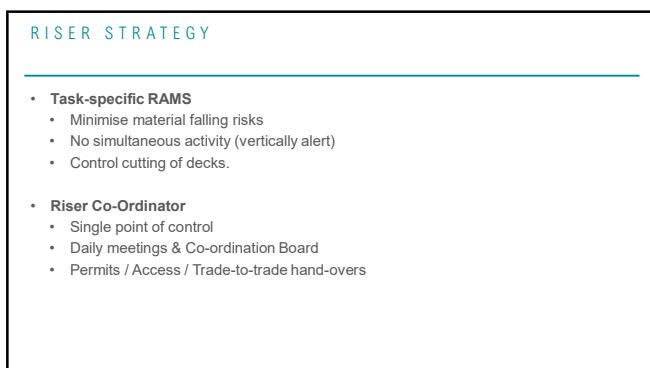 RISER STRATEGY
• Task-specific RAMS
• Minimise material falling risks
• No simultaneous activity (vertically alert)
• Control cutting of decks.
• Riser Co-Ordinator
• Single point of control
• Daily meetings & Co-ordination Board
• Permits / Access / Trade-to-trade hand-overs